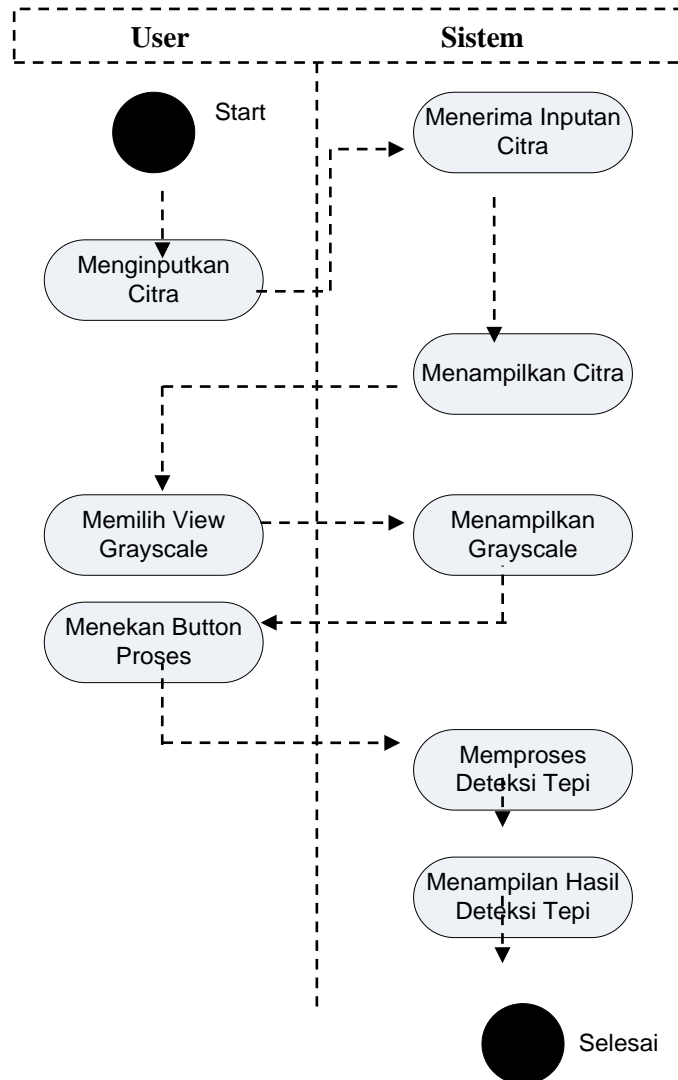 User
Sistem
Start
Menerima Inputan
Citra
Menginputkan
Citra
Menampilkan Citra
Memilih View
Grayscale
Menampilkan
Grayscale
Menekan Button
Proses
Memproses
Deteksi Tepi
Menampilan Hasil
Deteksi Tepi
Selesai